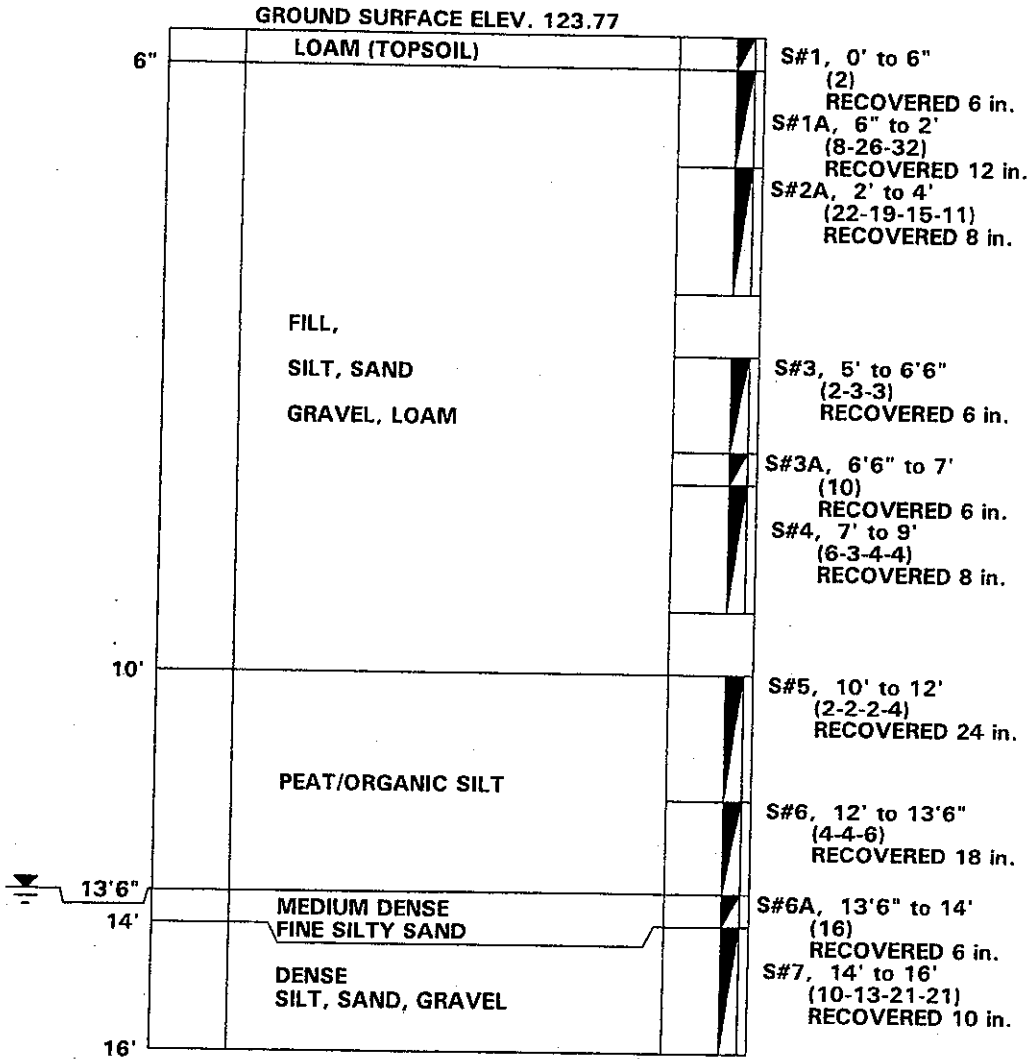 GROUND SURFACE ELEV. 123.77
LOAM (TOPSOIL)
6"
S#1, 0' to 6"
(2)
RECOVERED 6 in.
S#1A, 6" to 2'
(8-26-32)
RECOVERED 12 in.
S#2A, 2' to 4'
(22-19-15-11)
RECOVERED 8 in.
FILL,
SILT, SAND
GRAVEL, LOAM
S#3, 5' to 6'6"
(2-3-3)
RECOVERED 6 in.
S#3A, 6'6" to 7'
(10)
RECOVERED 6 in.
S#4, 7' to 9'
(6-3-4-4)
RECOVERED 8 in.
10'
S#5, 10' to 12'
(2-2-2-4)
RECOVERED 24 in.
PEAT/ORGANIC SILT
S#6, 12' to 13'6"
(4-4-6)
RECOVERED 18 in.
13'6"
14'
MEDIUM DENSE
FINE SILTY SAND
S#6A, 13'6" to 14'
(16)
RECOVERED 6 in.
S#7, 14' to 16'
(10-13-21-21)
RECOVERED 10 in.
DENSE
SILT, SAND, GRAVEL
16'